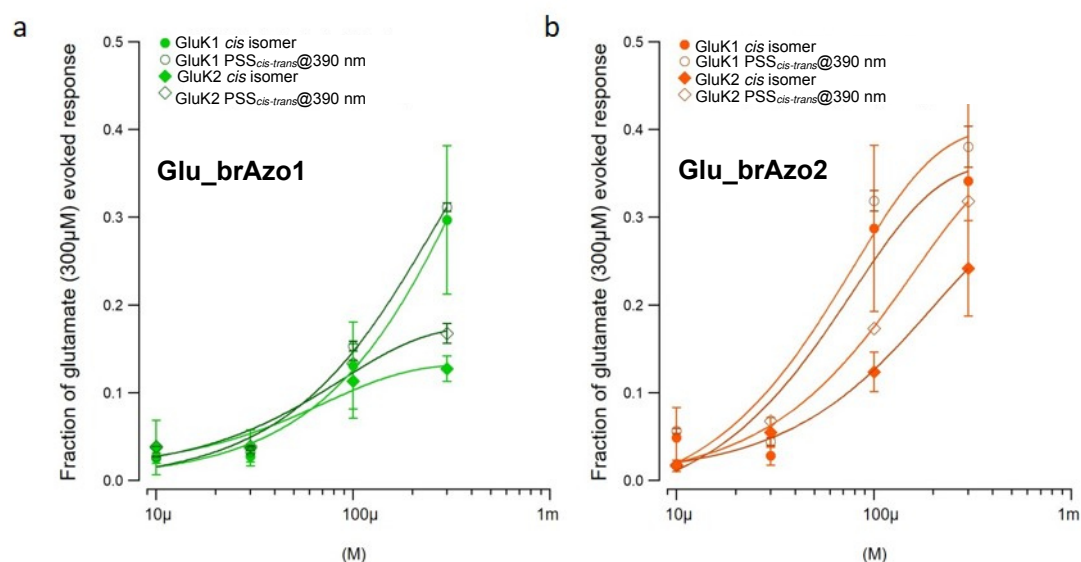 a
GluK1 cis isomer
GluK1 PSScis-trans@390 nm
GluK2 cis isomer
GluK2 PSScis-trans@390 nm
Glu_brAzo1
Fraction of glutamate (300µM) evoked response
0.5
0.4
0.3
0.2
0.1
0.0
10µ
100µ
1m
(M)
b
GluK1 cis isomer
GluK1 PSScis-trans@390 nm
GluK2 cis isomer
GluK2 PSScis-trans@390 nm
Glu_brAzo2
Fraction of glutamate (300µM) evoked response
0.5
0.4
0.3
0.2
0.1
0.0
10µ
100µ
1m
(M)